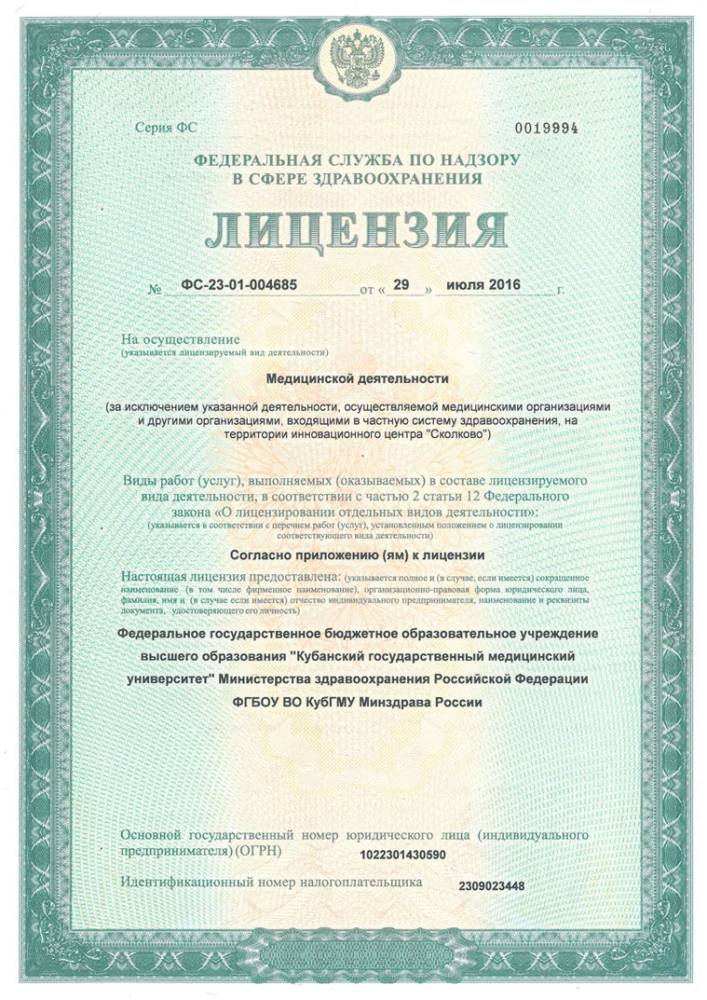 Серия ФС 0019994
ФЕДЕРАЛЬНАЯ СЛУЖБА ПО НАДЗОРУ
В СФЕРЕ ЗДРАВООХРАНЕНИЯ
ЛИЦЕНЗИЯ
№ ФС-23-01-004685 от « 29 » июля 2016 г.
На осуществление
(указывается лицензируемый вид деятельности)
Медицинской деятельности
(за исключением указанной деятельности, осуществляемой медицинскими организациями
и другими организациями, входящими в частную систему здравоохранения, на
территории инновационного центра "Сколково")
Виды работ (услуг), выполняемых (оказываемых) в составе лицензируемого
вида деятельности, в соответствии с частью 2 статьи 12 Федерального
закона «О лицензировании отдельных видов деятельности»:
(указывается в соответствии с перечнем работ (услуг), установленным положением о лицензировании
соответствующего вида деятельности)
Согласно приложению (ям) к лицензии
Настоящая лицензия предоставлена: (указывается полное и (в случае, если имеется) сокращенное
наименование (в том числе фирменное наименование), организационно-правовая форма юридического лица,
фамилия, имя и (в случае если имеется) отчество индивидуального предпринимателя, наименование и реквизиты
документа, удостоверяющего его личность)
Федеральное государственное бюджетное образовательное учреждение
высшего образования "Кубанский государственный медицинский
университет" Министерства здравоохранения Российской Федерации
ФГБОУ ВО КубГМУ Минздрава России
Основной государственный номер юридического лица (индивидуального
предпринимателя) (ОГРН) 1022301430590
Идентификационный номер налогоплательщика 2309023448